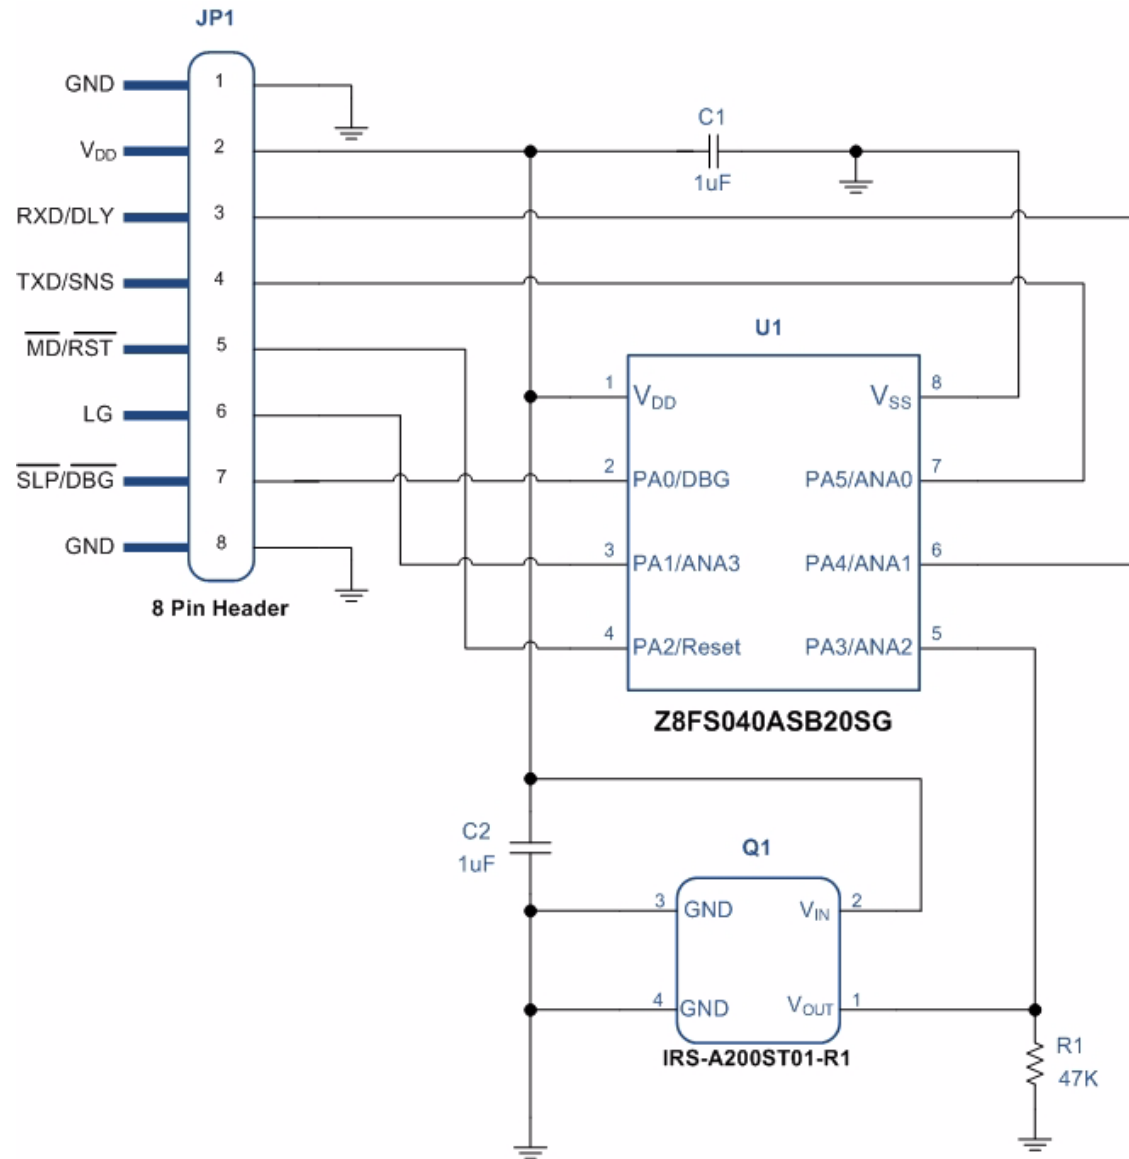 JP1
GND 1
VDD 2
RXD/DLY 3
TXD/SNS 4
MD/RST 5
LG 6
SLP/DBG 7
GND 8
8 Pin Header
C1
1uF
U1
1 VDD VSS 8
2 PA0/DBG PA5/ANA0 7
3 PA1/ANA3 PA4/ANA1 6
4 PA2/Reset PA3/ANA2 5
Z8FS040ASB20SG
C2
1uF
Q1
3 GND VIN 2
4 GND VOUT 1
IRS-A200ST01-R1
R1
47K